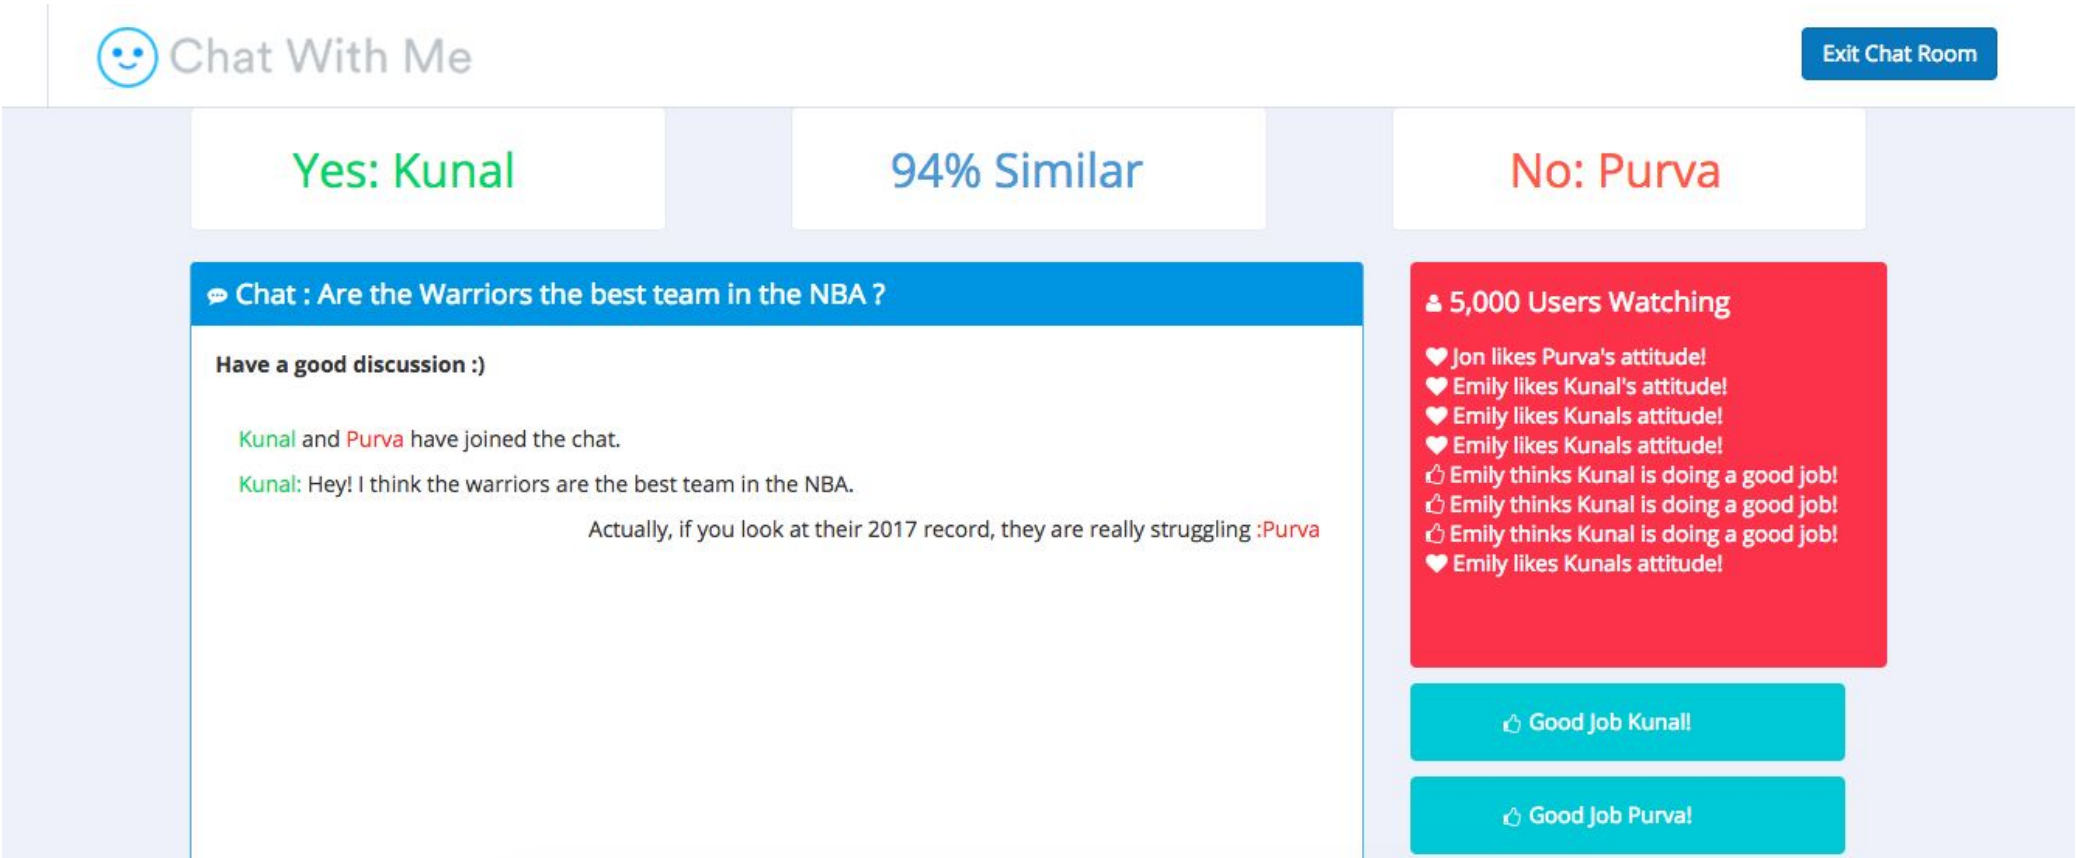 Chat With Me
Exit Chat Room
Yes: Kunal
94% Similar
No: Purva
Chat : Are the Warriors the best team in the NBA ?
Have a good discussion :)
Kunal and Purva have joined the chat.
Kunal: Hey! I think the warriors are the best team in the NBA.
Actually, if you look at their 2017 record, they are really struggling :Purva
5,000 Users Watching
Jon likes Purva's attitude!
Emily likes Kunal's attitude!
Emily likes Kunals attitude!
Emily likes Kunals attitude!
Emily thinks Kunal is doing a good job!
Emily thinks Kunal is doing a good job!
Emily thinks Kunal is doing a good job!
Emily likes Kunals attitude!
Good Job Kunal!
Good Job Purva!